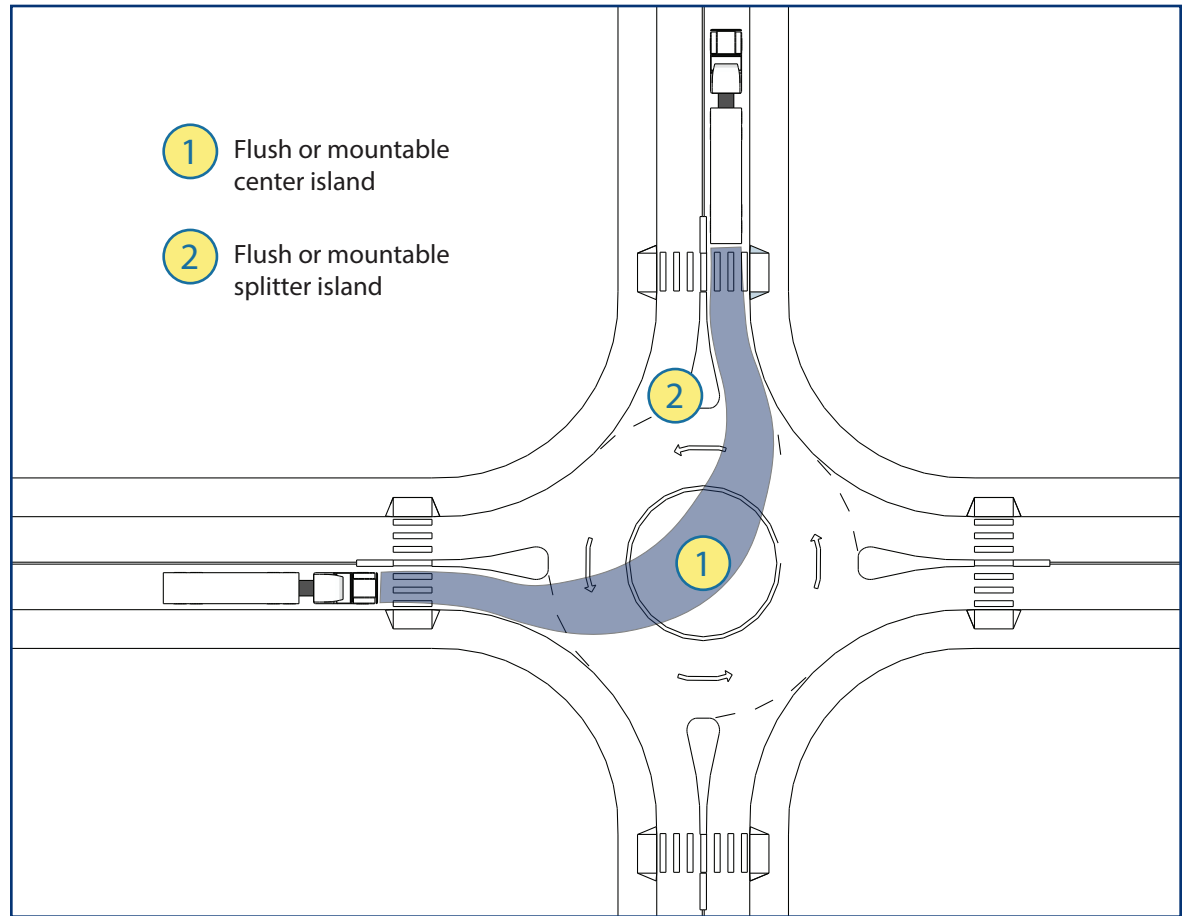 1 Flush or mountable
center island
2 Flush or mountable
splitter island
2
1